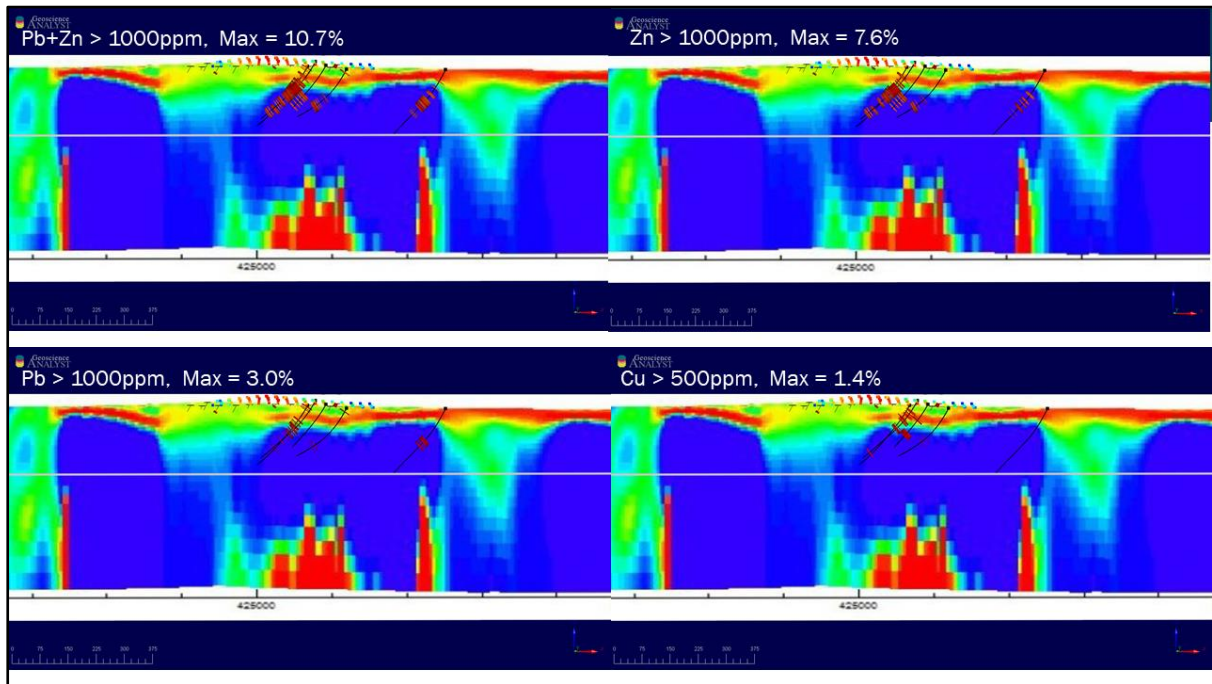 Geoscience
ANALYST
Pb+Zn > 1000ppm, Max = 10.7%
425000
0 75 150 225 300 375
Geoscience
ANALYST
Zn > 1000ppm, Max = 7.6%
425000
0 75 150 225 300 375
Geoscience
ANALYST
Pb > 1000ppm, Max = 3.0%
425000
0 75 150 225 300 375
Geoscience
ANALYST
Cu > 500ppm, Max = 1.4%
425000
0 75 150 225 300 375